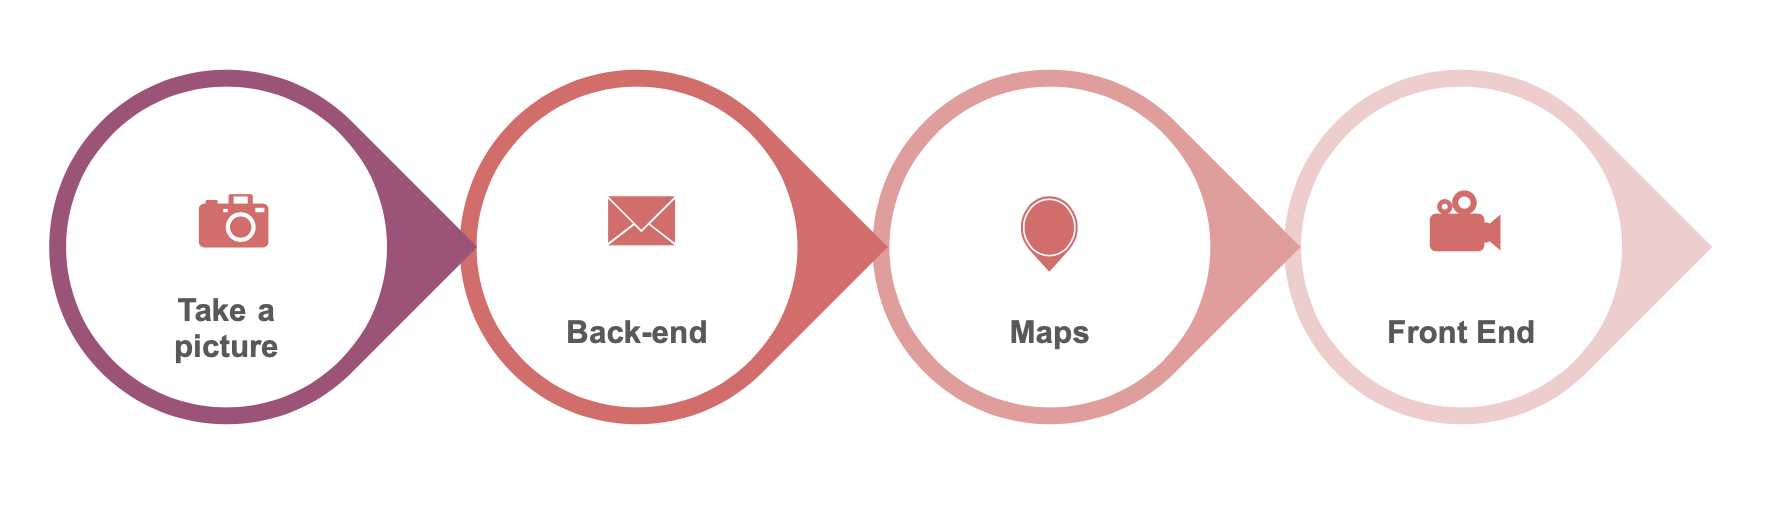 Take a
picture
Back-end
Maps
Front End